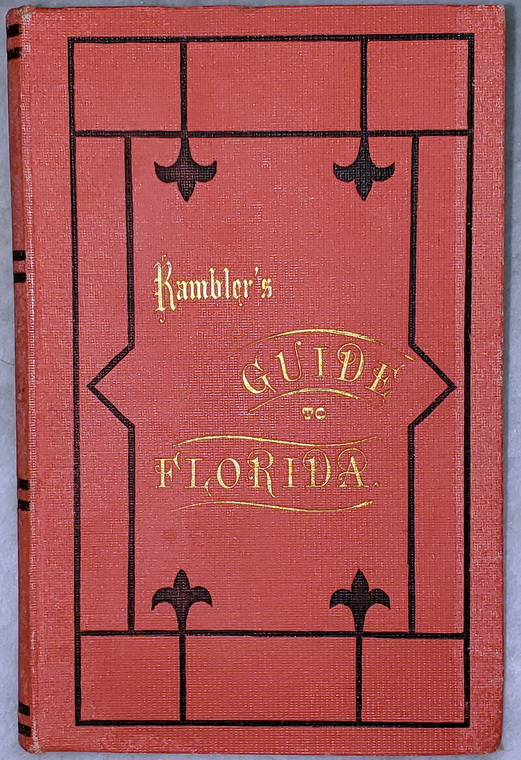 Rambler's
GUIDE
TO
FLORIDA.